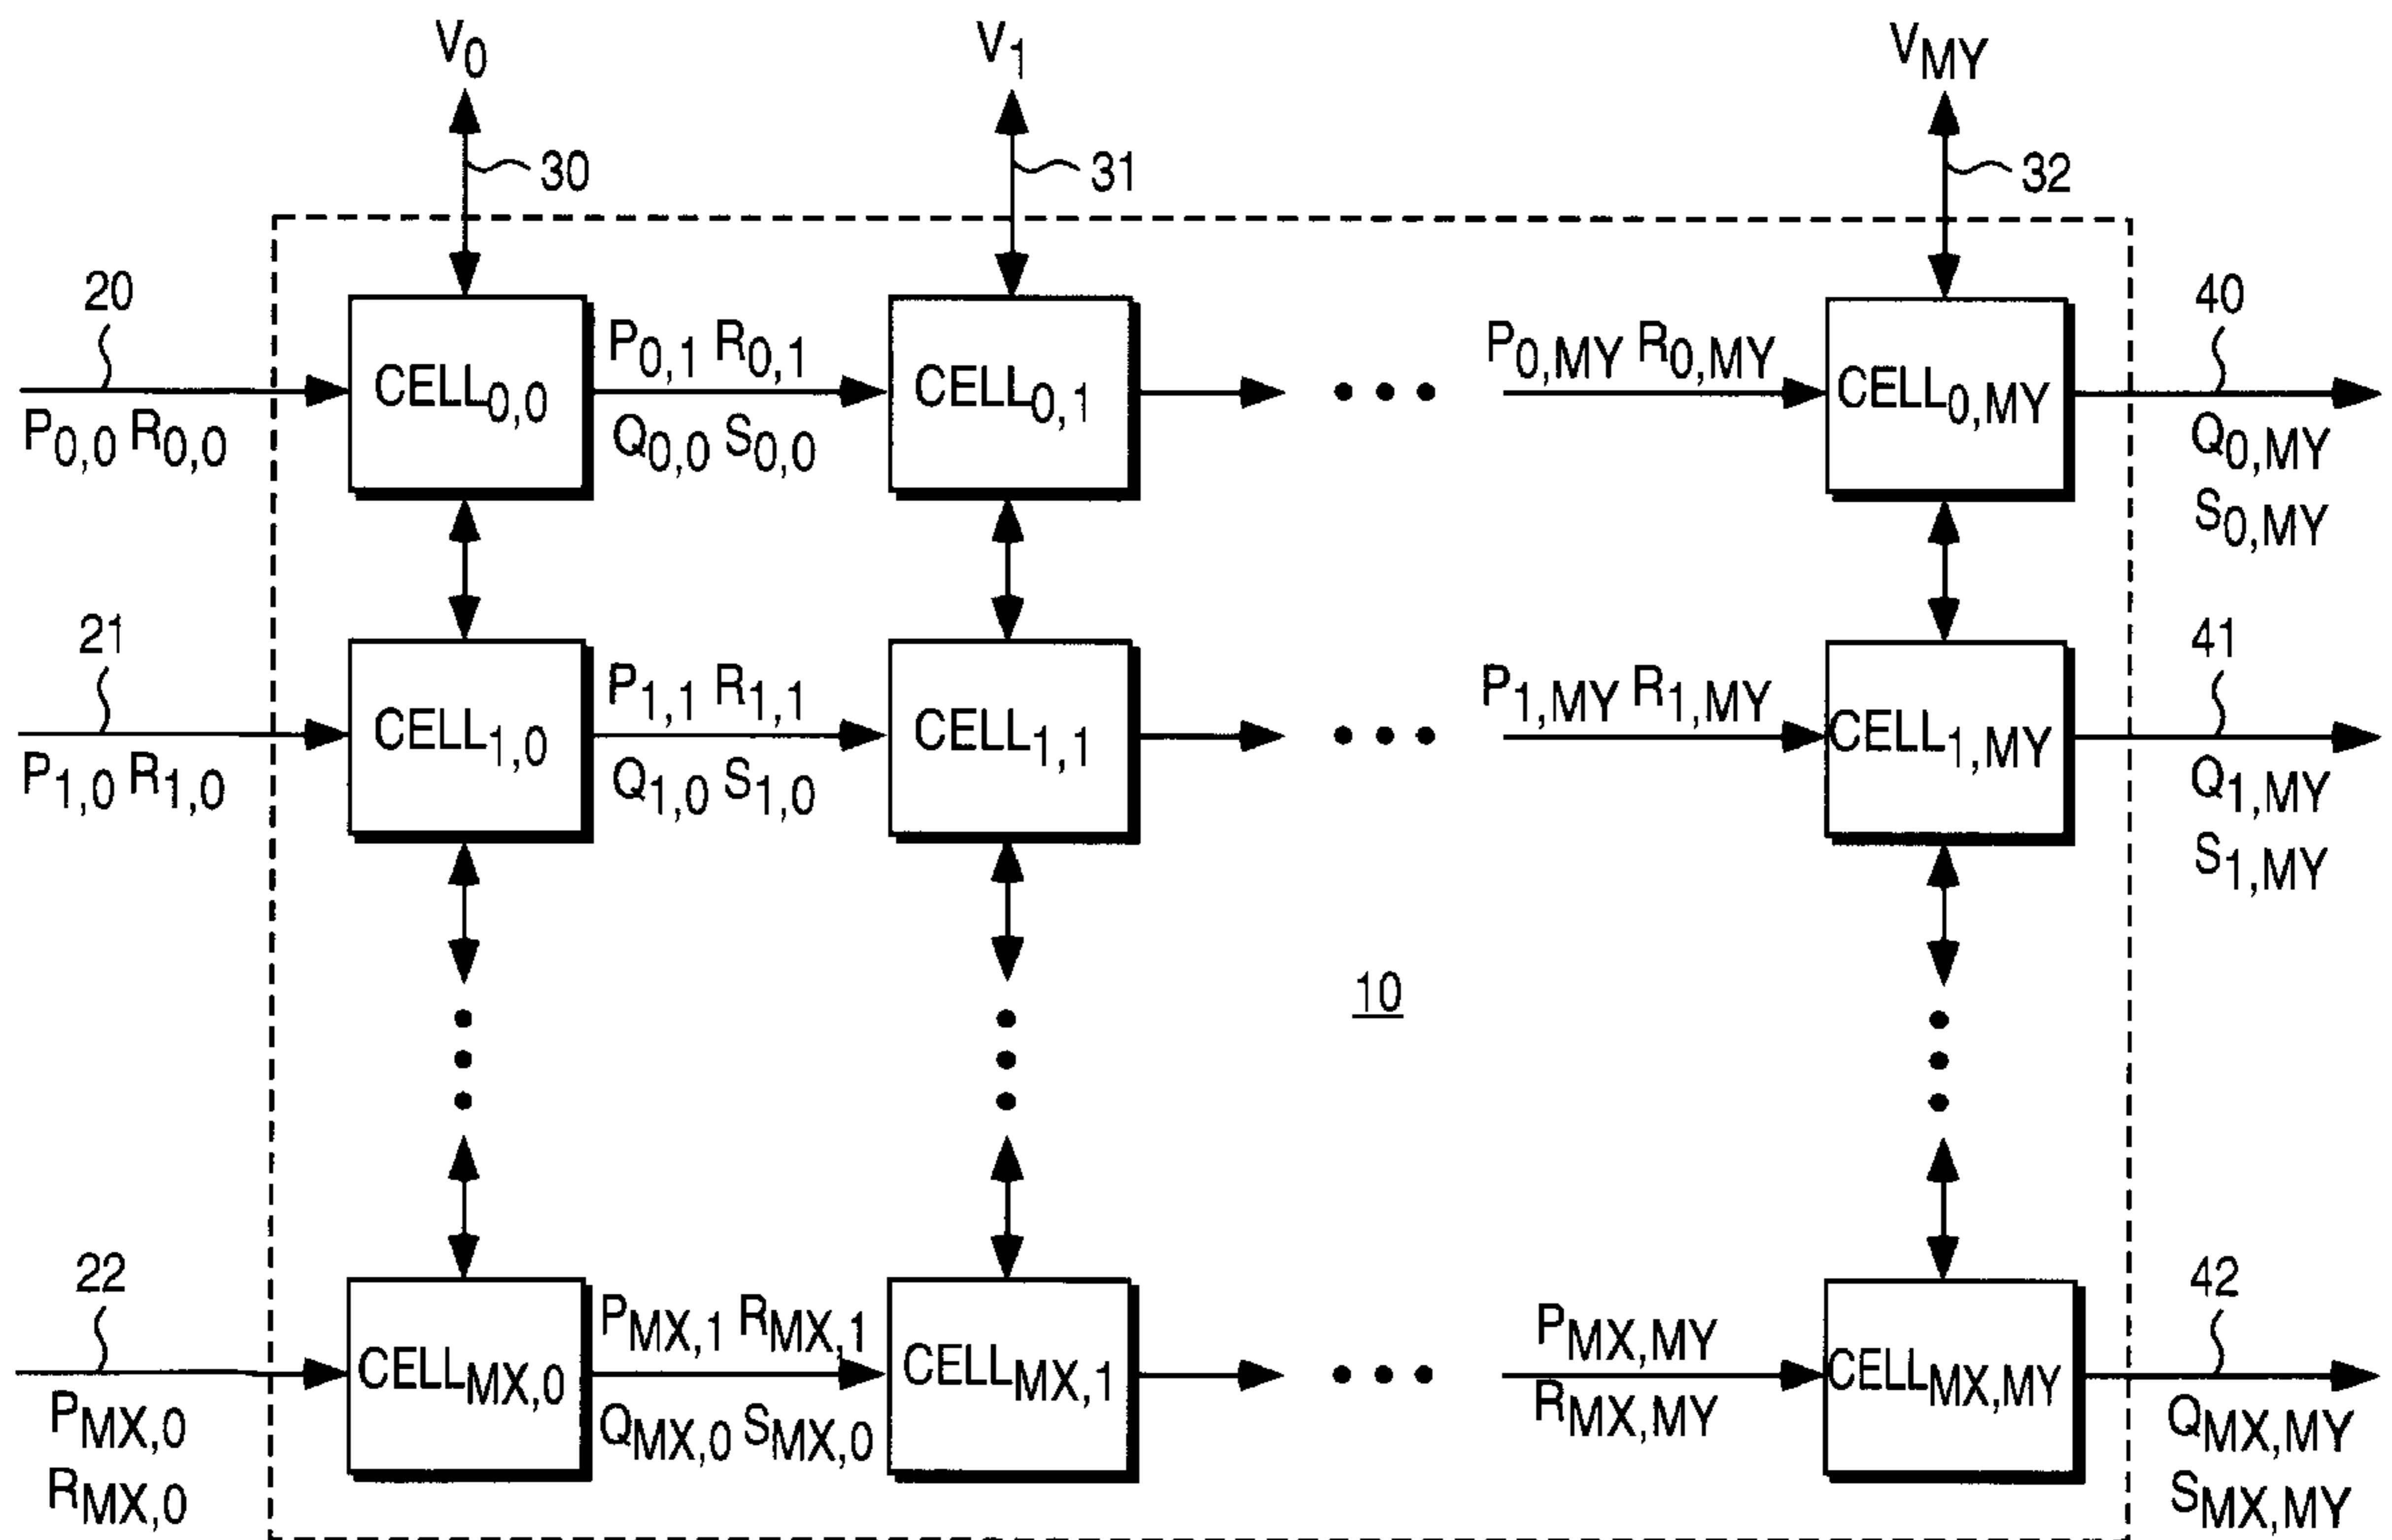 V0 V1 VMY
30 31 32
20 40
P0,1 R0,1 P0,MY R0,MY
CELL0,0 CELL0,1 CELL0,MY
P0,0 R0,0 Q0,0 S0,0 Q0,MY
S0,MY
21 41
P1,1 R1,1 P1,MY R1,MY
CELL1,0 CELL1,1 CELL1,MY
P1,0 R1,0 Q1,0 S1,0 Q1,MY
S1,MY
10
22 42
PMX,1 RMX,1 PMX,MY
CELLMX,0 CELLMX,1 CELLMX,MY
PMX,0 QMX,0 SMX,0 RMX,MY QMX,MY
RMX,0 SMX,MY